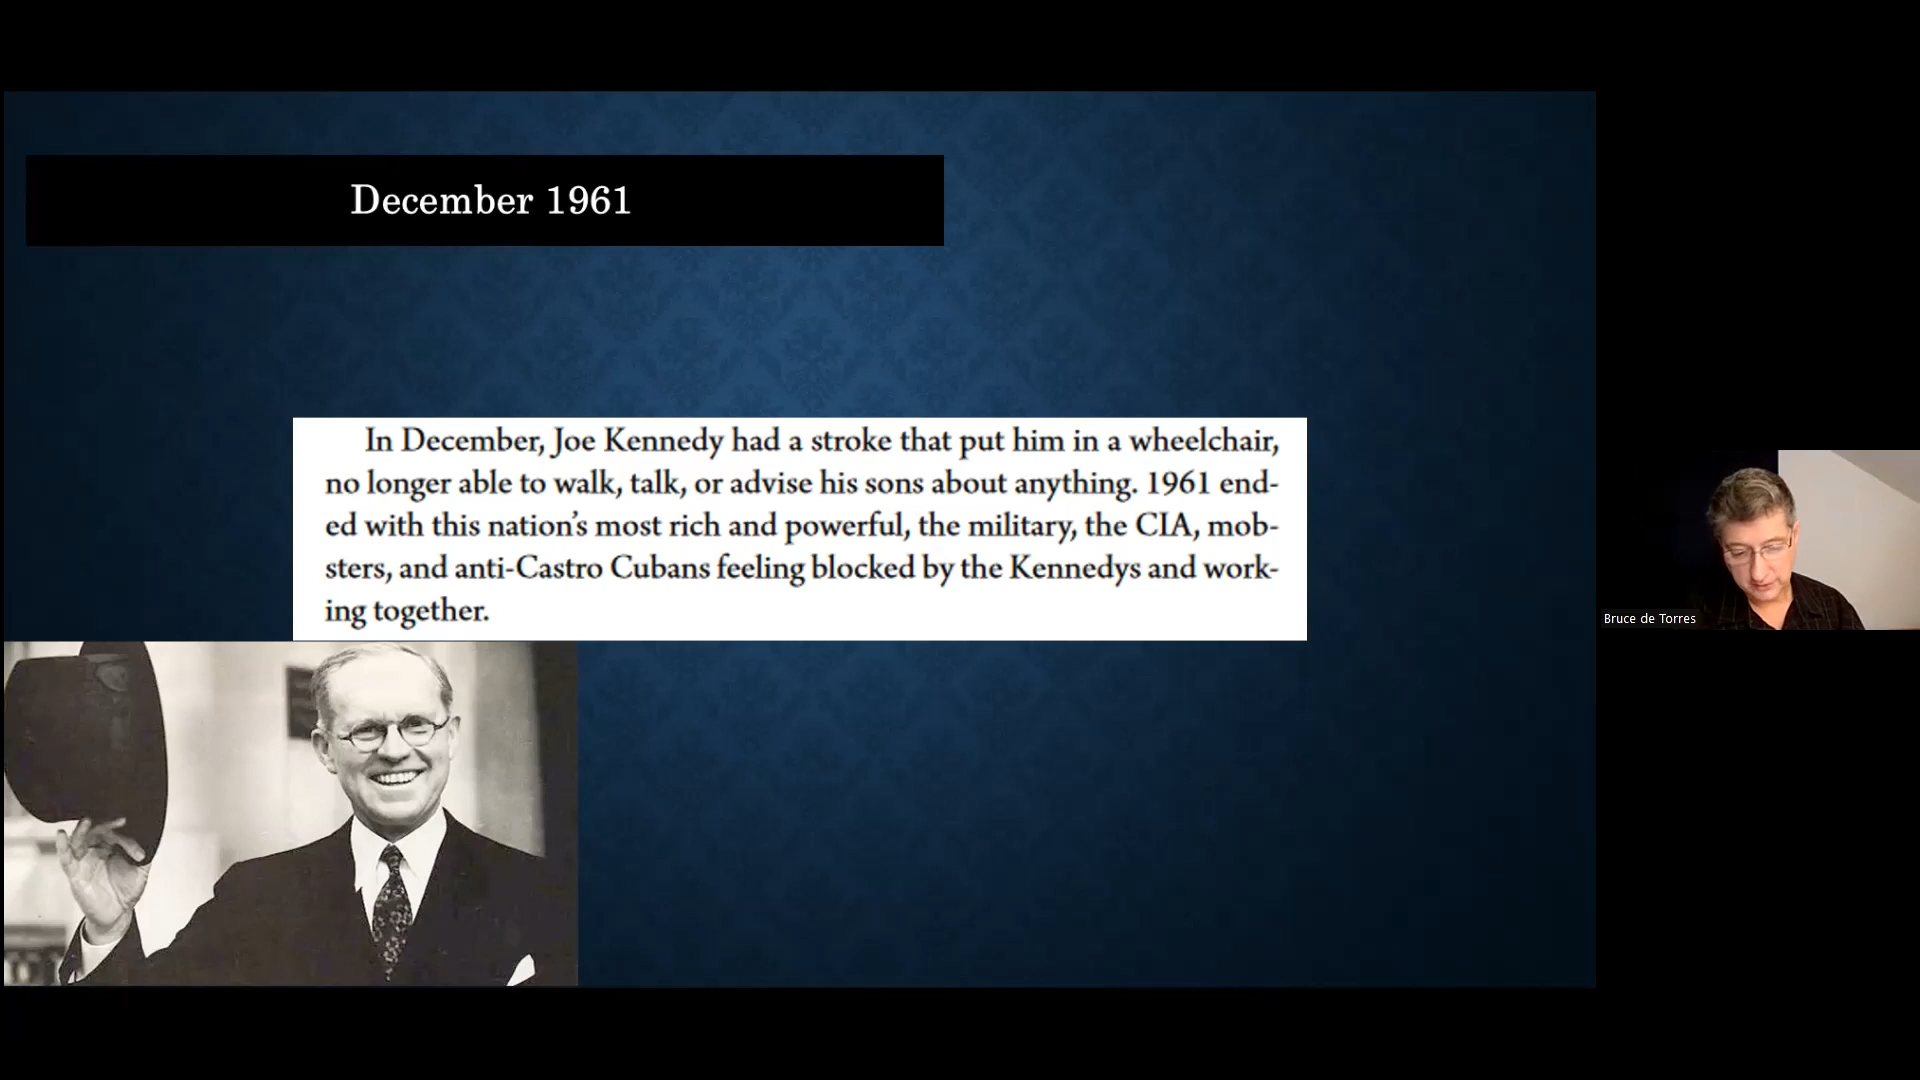 December 1961
In December, Joe Kennedy had a stroke that put him in a wheelchair,
no longer able to walk, talk, or advise his sons about anything. 1961 end-
ed with this nation's most rich and powerful, the military, the CIA, mob-
sters, and anti-Castro Cubans feeling blocked by the Kennedys and work-
ing together.
Bruce de Torres